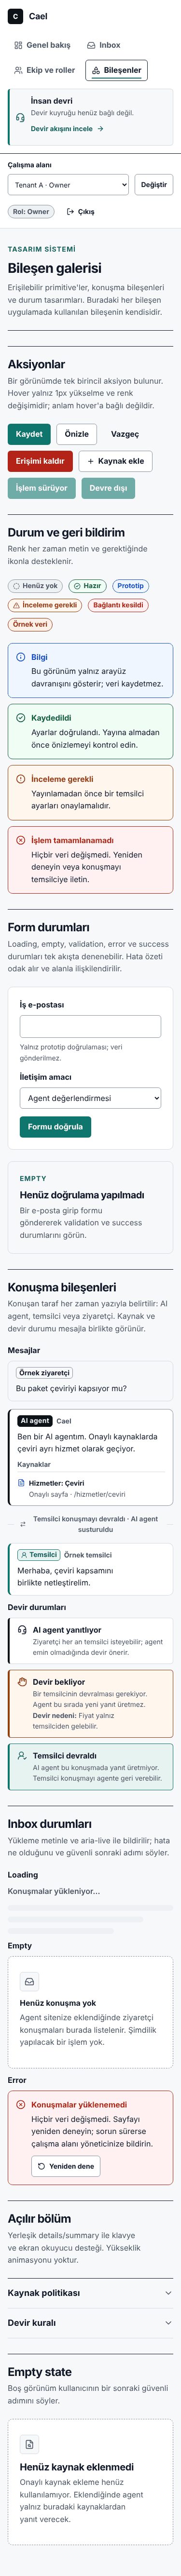 C Cael
Genel bakış Inbox
Ekip ve roller Bileşenler
İnsan devri
Devir kuyruğu henüz bağlı değil.
Devir akışını incele →
Çalışma alanı
Tenant A · Owner Değiştir
Rol: Owner Çıkış
TASARIM SİSTEMİ
Bileşen galerisi
Erişilebilir primitive'ler, konuşma bileşenleri
ve durum tasarımları. Buradaki her bileşen
uygulamada kullanılan bileşenin kendisidir.
Aksiyonlar
Bir görünümde tek birincil aksiyon bulunur.
Hover yalnız 1px yükselme ve renk
değişimidir; anlam hover'a bağlı değildir.
Kaydet Önizle Vazgeç
Erişimi kaldır + Kaynak ekle
İşlem sürüyor Devre dışı
Durum ve geri bildirim
Renk her zaman metin ve gerektiğinde
ikonla desteklenir.
Henüz yok Hazır Prototip
İnceleme gerekli Bağlantı kesildi
Örnek veri
Bilgi
Bu görünüm yalnız arayüz
davranışını gösterir; veri kaydetmez.
Kaydedildi
Ayarlar doğrulandı. Yayına almadan
önce önizlemeyi kontrol edin.
İnceleme gerekli
Yayınlamadan önce bir temsilci
ayarları onaylamalıdır.
İşlem tamamlanamadı
Hiçbir veri değişmedi. Yeniden
deneyin veya konuşmayı
temsilciye iletin.
Form durumları
Loading, empty, validation, error ve success
durumları tek akışta denenebilir. Hata özeti
odak alır ve alanla ilişkilendirilir.
İş e-postası
Yalnız prototip doğrulaması; veri
gönderilmez.
İletişim amacı
Agent değerlendirmesi
Formu doğrula
EMPTY
Henüz doğrulama yapılmadı
Bir e-posta girip formu
göndererek validation ve success
durumlarını görün.
Konuşma bileşenleri
Konuşan taraf her zaman yazıyla belirtilir: AI
agent, temsilci veya ziyaretçi. Kaynak ve
devir durumu mesajla birlikte görünür.
Mesajlar
Örnek ziyaretçi
Bu paket çeviriyi kapsıyor mu?
AI agent Cael
Ben bir AI agentım. Onaylı kaynaklarda
çeviri ayrı hizmet olarak geçiyor.
Kaynaklar
Hizmetler: Çeviri
Onaylı sayfa · /hizmetler/ceviri
Temsilci konuşmayı devraldı · AI agent
susturuldu
Temsilci Örnek temsilci
Merhaba, çeviri kapsamını
birlikte netleştirelim.
Devir durumları
AI agent yanıtlıyor
Ziyaretçi her an temsilci isteyebilir; agent
emin olmadığında devir önerir.
Devir bekliyor
Bir temsilcinin devralması gerekiyor.
Agent bu sırada yeni yanıt üretmez.
Devir nedeni: Fiyat yalnız
temsilciden gelebilir.
Temsilci devraldı
AI agent bu konuşmada yanıt üretmiyor.
Temsilci konuşmayı agente geri verebilir.
Inbox durumları
Yükleme metinle ve aria-live ile bildirilir; hata
ne olduğunu ve güvenli sonraki adımı söyler.
Loading
Konuşmalar yükleniyor…
Empty
Henüz konuşma yok
Agent sitenize eklendiğinde ziyaretçi
konuşmaları burada listelenir. Şimdilik
yapılacak bir işlem yok.
Error
Konuşmalar yüklenemedi
Hiçbir veri değişmedi. Sayfayı
yeniden deneyin; sorun sürerse
çalışma alanı yöneticinize bildirin.
Yeniden dene
Açılır bölüm
Yerleşik details/summary ile klavye
ve ekran okuyucu desteği. Yükseklik
animasyonu yoktur.
Kaynak politikası
Devir kuralı
Empty state
Boş görünüm kullanıcının bir sonraki güvenli
adımını söyler.
Henüz kaynak eklenmedi
Onaylı kaynak ekleme henüz
kullanılamıyor. Eklendiğinde agent
yalnız buradaki kaynaklardan
yanıt verecek.